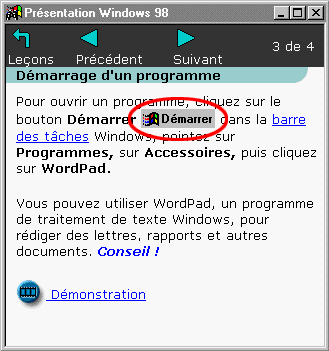 Présentation Windows 98
Leçons Précédent Suivant 3 de 4
Démarrage d'un programme
Pour ouvrir un programme, cliquez sur le
bouton Démarrer Démarrer dans la barre
des tâches Windows, pointez sur
Programmes, sur Accessoires, puis cliquez
sur WordPad.
Vous pouvez utiliser WordPad, un programme
de traitement de texte Windows, pour
rédiger des lettres, rapports et autres
documents. Conseil !
Démonstration